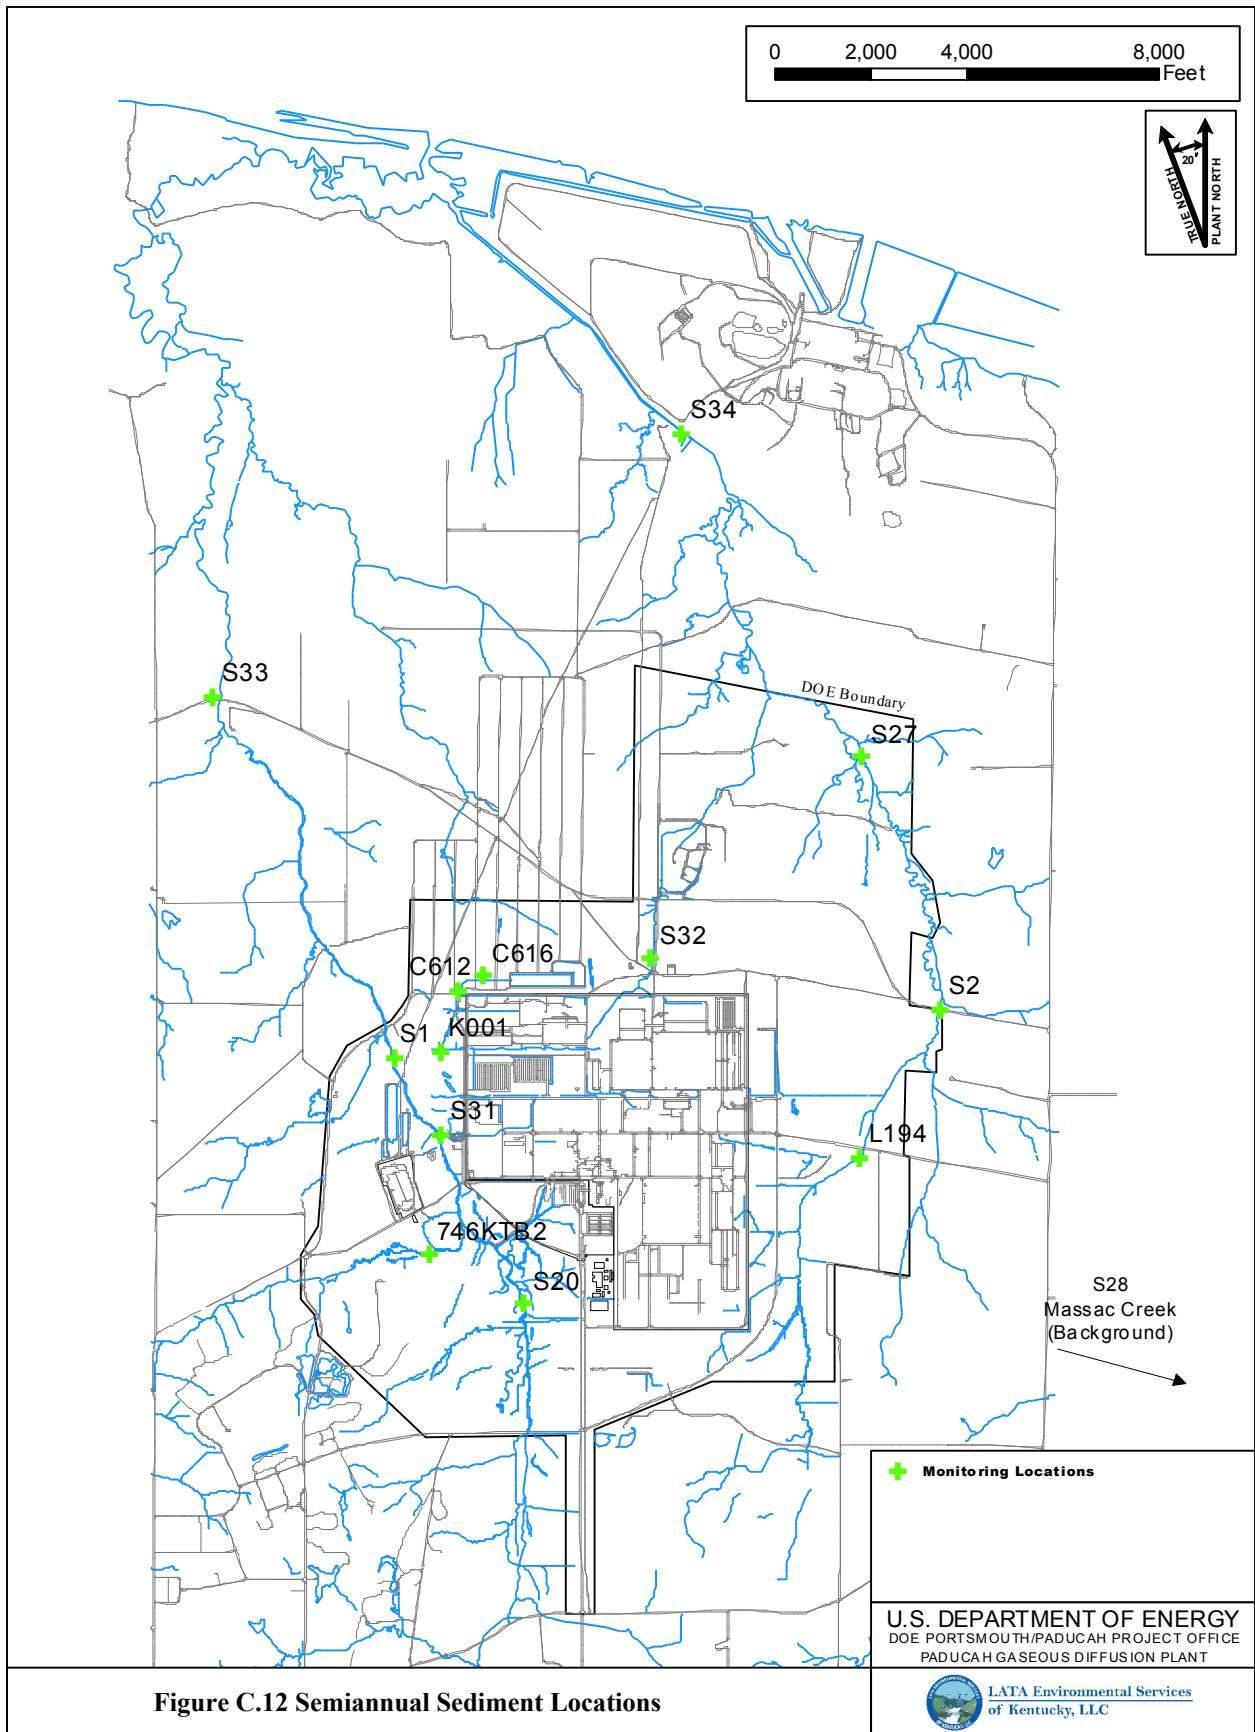 0 2,000 4,000 8,000
Feet
TRUE NORTH
20°
PLANT NORTH
S34
S33
DOE Boundary
S27
S32
C616
C612
S2
K001
S1
S31
L194
746KTB2
S20
S28
Massac Creek
(Background)
Monitoring Locations
U.S. DEPARTMENT OF ENERGY
DOE PORTSMOUTH/PADUCAH PROJECT OFFICE
PADUCAH GASEOUS DIFFUSION PLANT
Figure C.12 Semiannual Sediment Locations
LATA Environmental Services
of Kentucky, LLC